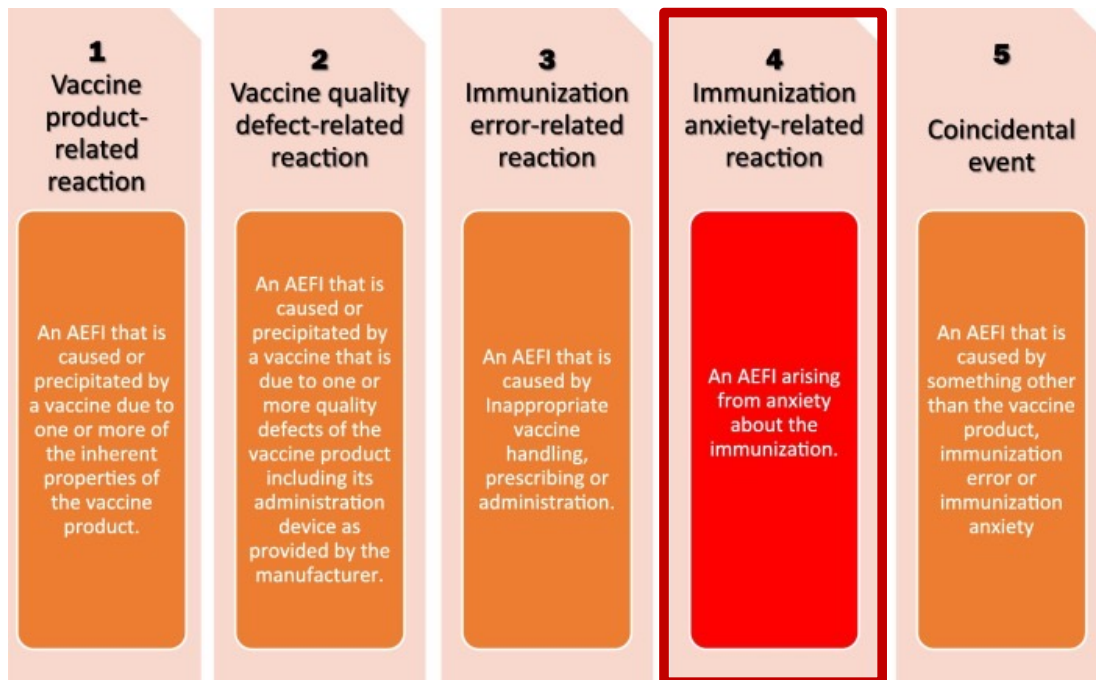 1
Vaccine
product-
related
reaction
An AEFI that is
caused or
precipitated by
a vaccine due to
one or more of
the inherent
properties of
the vaccine
product.
2
Vaccine quality
defect-related
reaction
An AEFI that is
caused or
precipitated by
a vaccine that is
due to one or
more quality
defects of the
vaccine product
including its
administration
device as
provided by the
manufacturer.
3
Immunization
error-related
reaction
An AEFI that is
caused by
Inappropriate
vaccine
handling,
prescribing or
administration.
4
Immunization
anxiety-related
reaction
An AEFI arising
from anxiety
about the
immunization.
5
Coincidental
event
An AEFI that is
caused by
something other
than the vaccine
product,
immunization
error or
immunization
anxiety